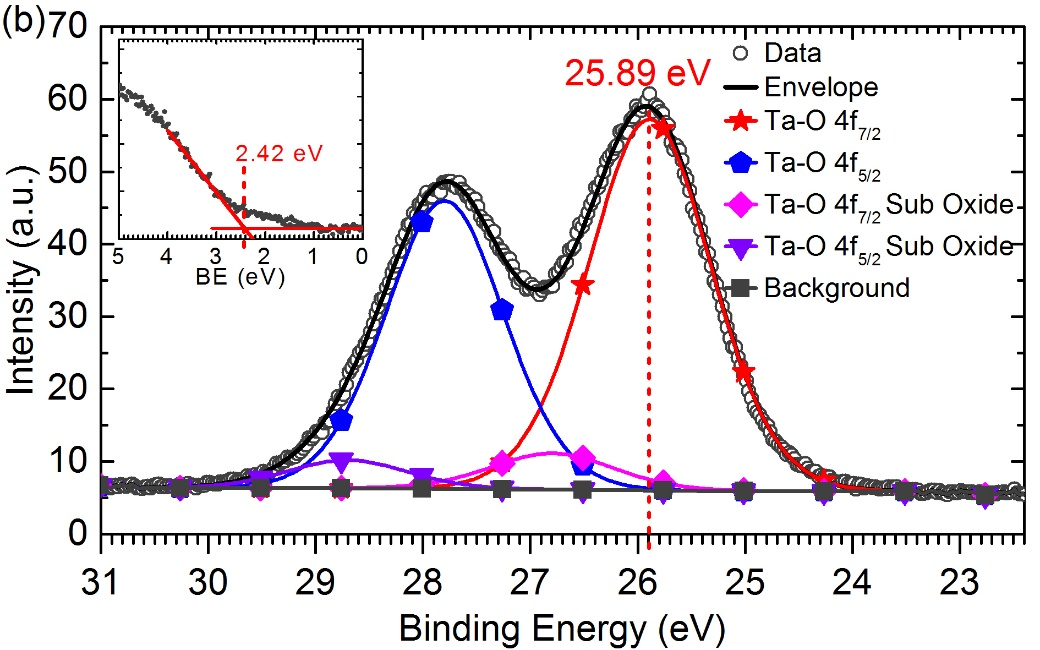 (b)
70
60
50
40
30
20
10
0
Intensity (a.u.)
31 30 29 28 27 26 25 24 23
Binding Energy (eV)
25.89 eV
Data
Envelope
Ta-O 4f7/2
Ta-O 4f5/2
Ta-O 4f7/2 Sub Oxide
Ta-O 4f5/2 Sub Oxide
Background
2.42 eV
5 4 3 2 1 0
BE (eV)